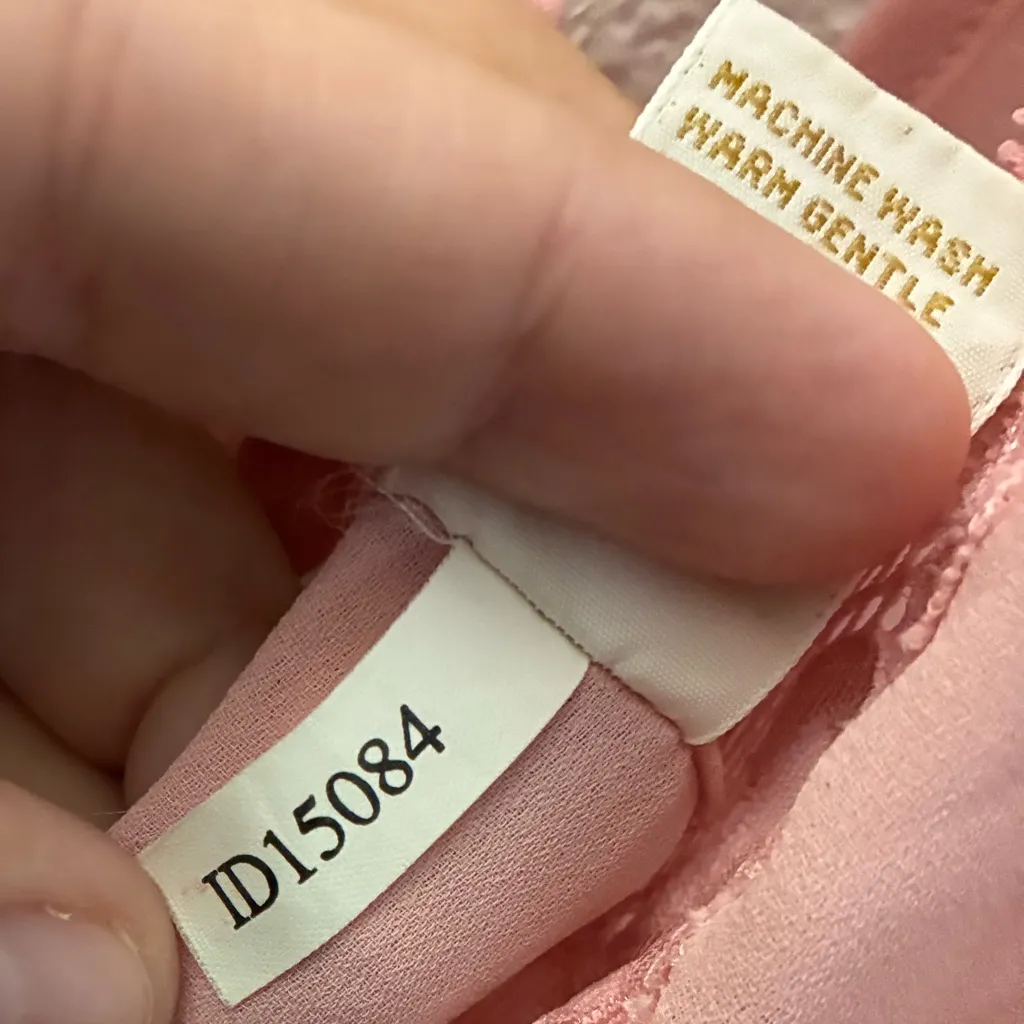 MACHINE WASH
WARM GENTLE
ID15084